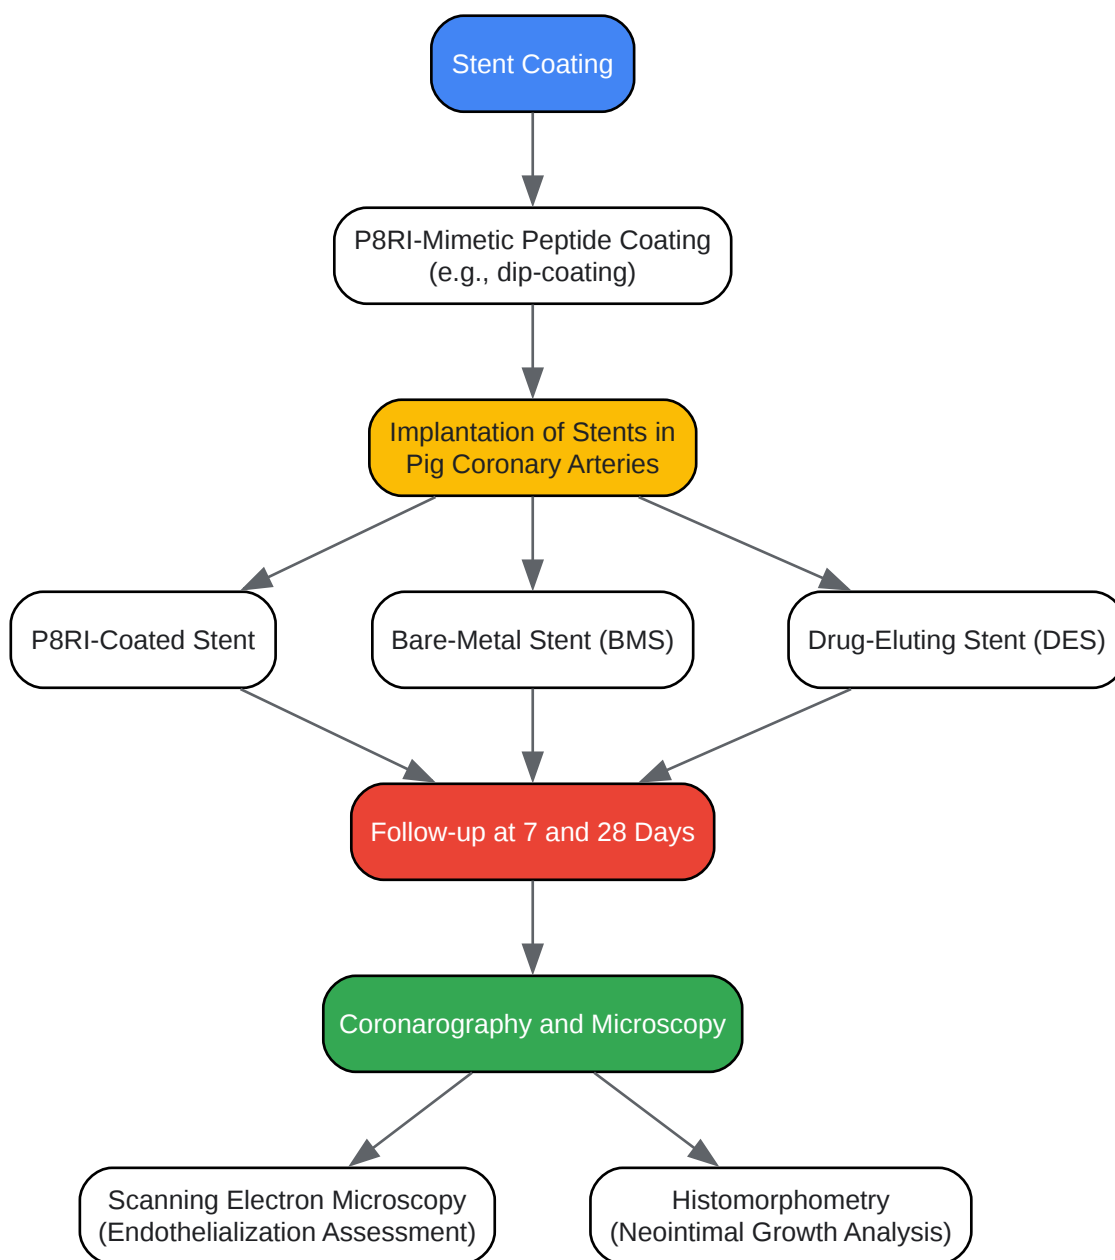 Stent Coating
P8RI-Mimetic Peptide Coating
(e.g., dip-coating)
Implantation of Stents in
Pig Coronary Arteries
P8RI-Coated Stent
Bare-Metal Stent (BMS)
Drug-Eluting Stent (DES)
Follow-up at 7 and 28 Days
Coronarography and Microscopy
Scanning Electron Microscopy
(Endothelialization Assessment)
Histomorphometry
(Neointimal Growth Analysis)